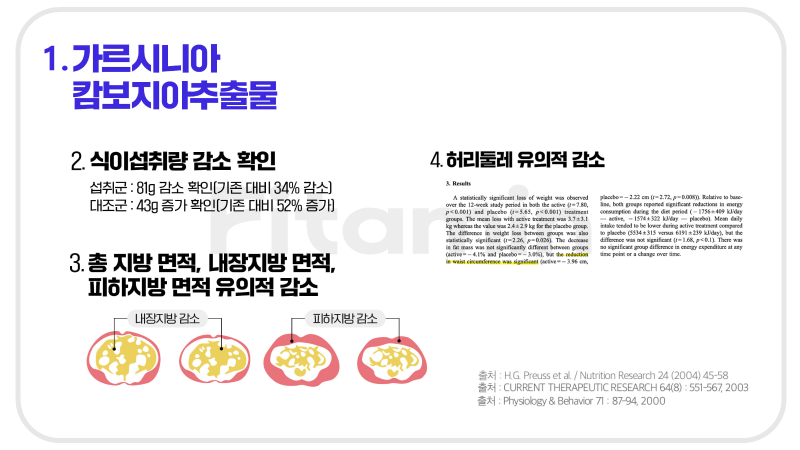 1. 가르시니아
캄보지아추출물
2. 식이섭취량 감소 확인
섭취군 : 81g 감소 확인(기존 대비 34% 감소)
대조군 : 43g 증가 확인(기존 대비 52% 증가)
3. 총 지방 면적, 내장지방 면적,
피하지방 면적 유의적 감소
내장지방 감소
피하지방 감소
4. 허리둘레 유의적 감소
3. Results
A statistically significant loss of weight was observed
over the 12-week study period in both the active (t=7.80,
p<0.001) and placebo (t=5.65, p<0.001) treatment
groups. The mean loss with active treatment was 3.7±3.1
kg whereas the value was 2.4±2.9 kg for the placebo group.
The difference in weight loss between groups was also
statistically significant (t=2.26, p=0.026). The decrease
in fat mass was not significantly different between groups
(active=−4.1% and placebo=−3.0%), but the reduction
in waist circumference was significant (active=−3.96 cm,
placebo=−2.22 cm (t=2.72, p=0.008)). Relative to base-
line, both groups reported significant reductions in energy
consumption during the diet period (−1756±409 kJ/day
— active, −1574±322 kJ/day — placebo). Mean daily
intake tended to be lower during active treatment compared
to placebo (5534±315 versus 6191±239 kJ/day), but the
difference was not significant (t=1.68, p<0.1). There was
no significant group difference in energy expenditure at any
time point or a change over time.
출처 : H.G. Preuss et al. / Nutrition Research 24 (2004) 45-58
출처 : CURRENT THERAPEUTIC RESEARCH 64(8) : 551-567, 2003
출처 : Physiology & Behavior 71 : 87-94, 2000